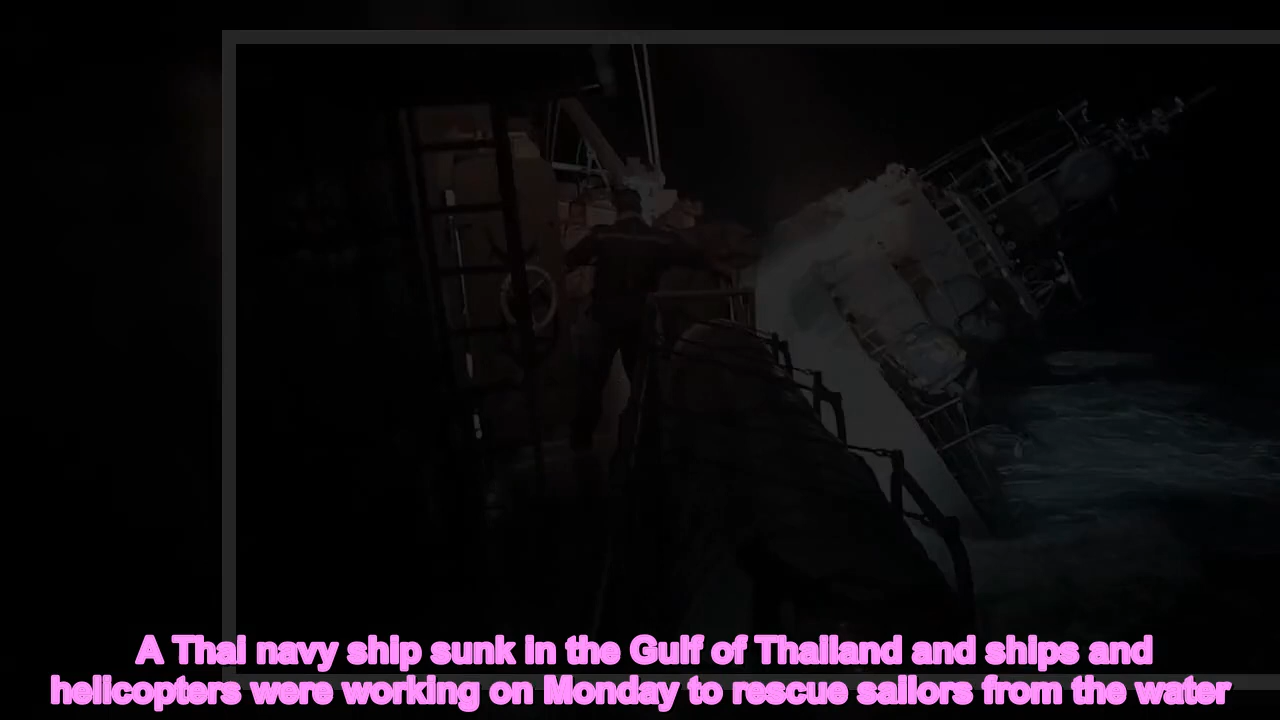 A Thai navy ship sunk in the Gulf of Thailand and ships and
helicopters were working on Monday to rescue sailors from the water